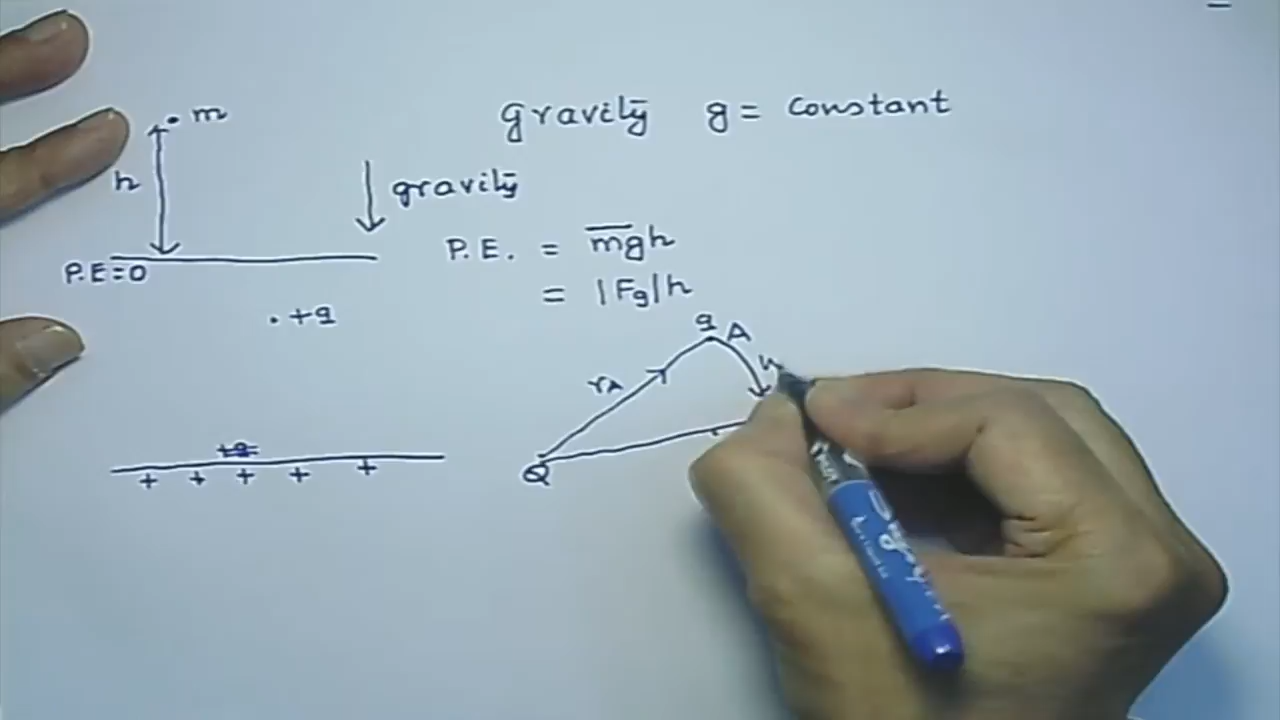 m
gravity g = constant
h
gravity
P.E = 0
P.E. = mgh
= |Fg|h
. +q
q A
rA
+q
+ + + + +
Q